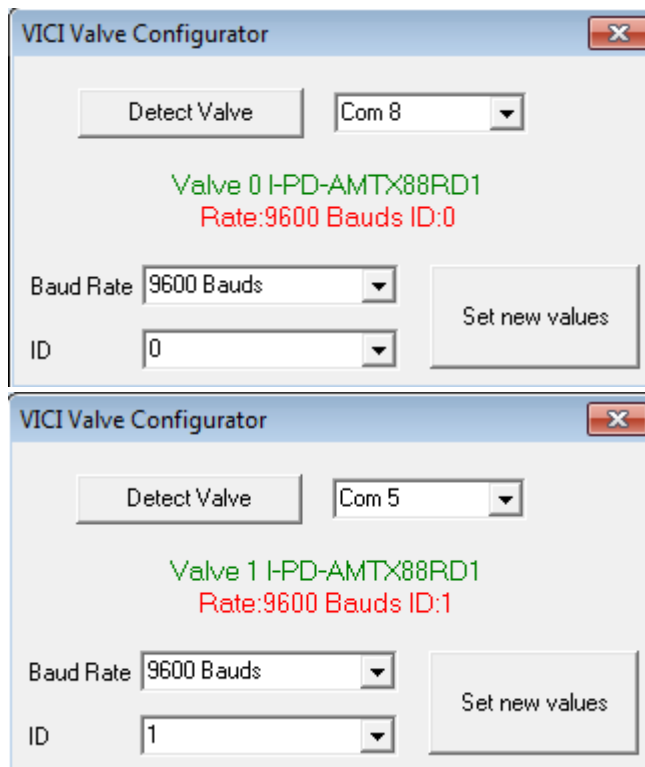 VICI Valve Configurator
Detect Valve Com 8
Valve 0 I-PD-AMTX88RD1
Rate:9600 Bauds ID:0
Baud Rate 9600 Bauds
Set new values
ID 0
VICI Valve Configurator
Detect Valve Com 5
Valve 1 I-PD-AMTX88RD1
Rate:9600 Bauds ID:1
Baud Rate 9600 Bauds
Set new values
ID 1